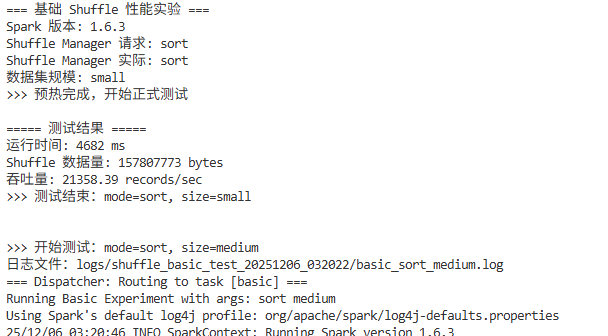 === 基础 Shuffle 性能实验 ===
Spark 版本: 1.6.3
Shuffle Manager 请求: sort
Shuffle Manager 实际: sort
数据集规模: small
>>> 预热完成，开始正式测试
===== 测试结果 =====
运行时间: 4682 ms
Shuffle 数据量: 157807773 bytes
吞吐量: 21358.39 records/sec
>>> 测试结束: mode=sort, size=small
>>> 开始测试: mode=sort, size=medium
日志文件: logs/shuffle_basic_test_20251206_032022/basic_sort_medium.log
=== Dispatcher: Routing to task [basic] ===
Running Basic Experiment with args: sort medium
Using Spark's default log4j profile: org/apache/spark/log4j-defaults.properties
25/12/06 03:20:46 INFO SparkContext: Running Spark version 1.6.3